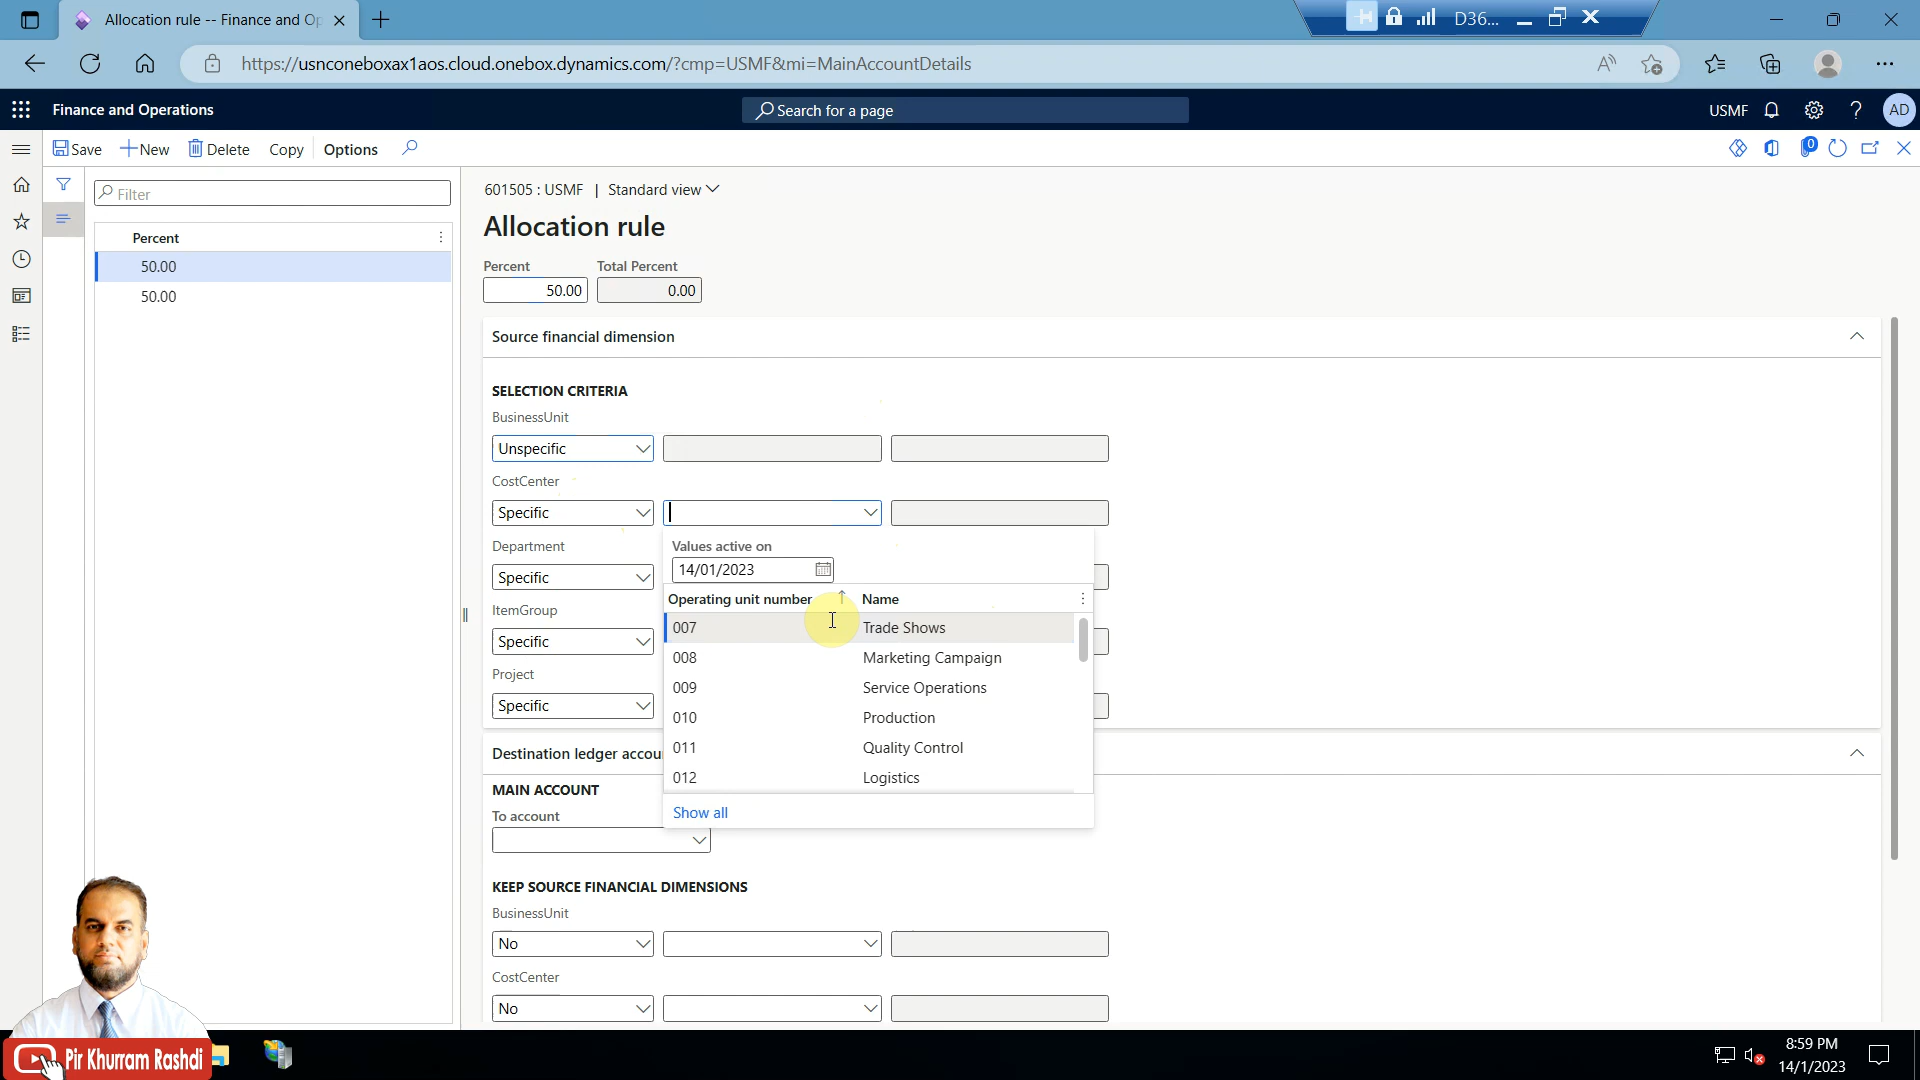 Allocation rule -- Finance and Op
D36...
https://usnconeboxax1aos.cloud.onebox.dynamics.com/?cmp=USMF&mi=MainAccountDetails
Finance and Operations
Search for a page
USMF
AD
Save
New
Delete
Copy
Options
0
Filter
Percent
50.00
50.00
601505 : USMF | Standard view
Allocation rule
Percent
Total Percent
50.00
0.00
Source financial dimension
SELECTION CRITERIA
BusinessUnit
Unspecific
CostCenter
Specific
Department
Specific
ItemGroup
Specific
Project
Specific
Values active on
14/01/2023
Operating unit number
Name
007 Trade Shows
008 Marketing Campaign
009 Service Operations
010 Production
011 Quality Control
012 Logistics
Show all
Destination ledger accou
MAIN ACCOUNT
To account
KEEP SOURCE FINANCIAL DIMENSIONS
BusinessUnit
No
CostCenter
No
Pir Khurram Rashdi
8:59 PM
14/1/2023